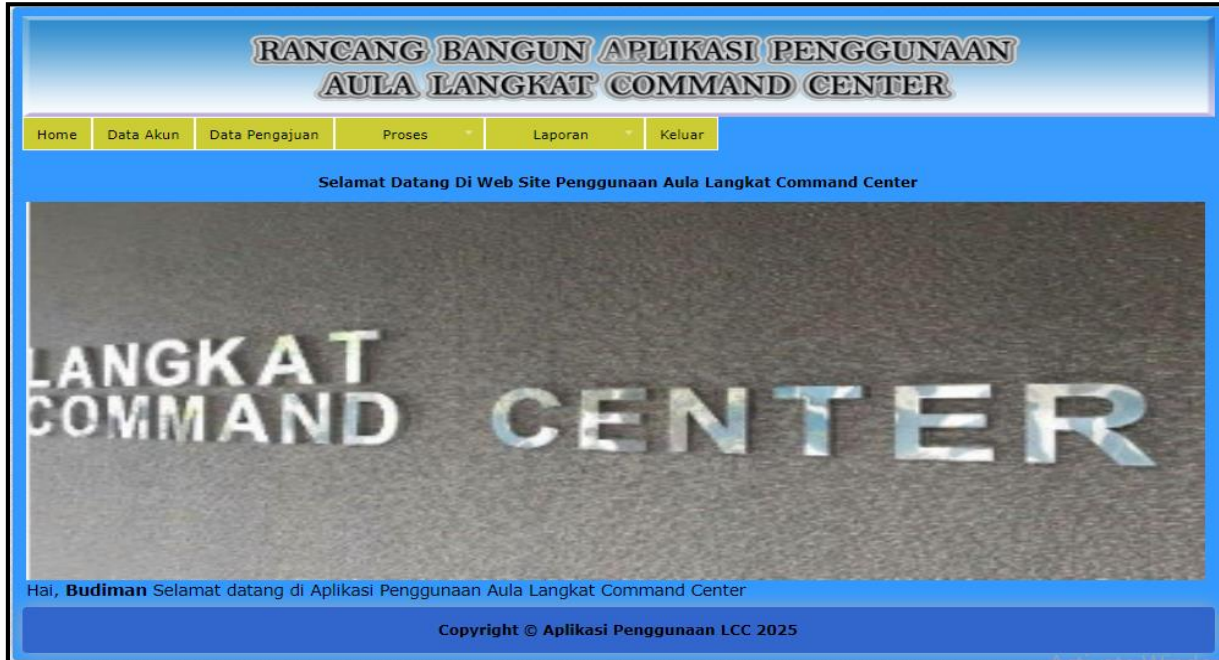 RANCANG BANGUN APLIKASI PENGGUNAAN
AULA LANGKAT COMMAND CENTER
Home Data Akun Data Pengajuan Proses Laporan Keluar
Selamat Datang Di Web Site Penggunaan Aula Langkat Command Center
LANGKAT
COMMAND CENTER
Hai, Budiman Selamat datang di Aplikasi Penggunaan Aula Langkat Command Center
Copyright © Aplikasi Penggunaan LCC 2025